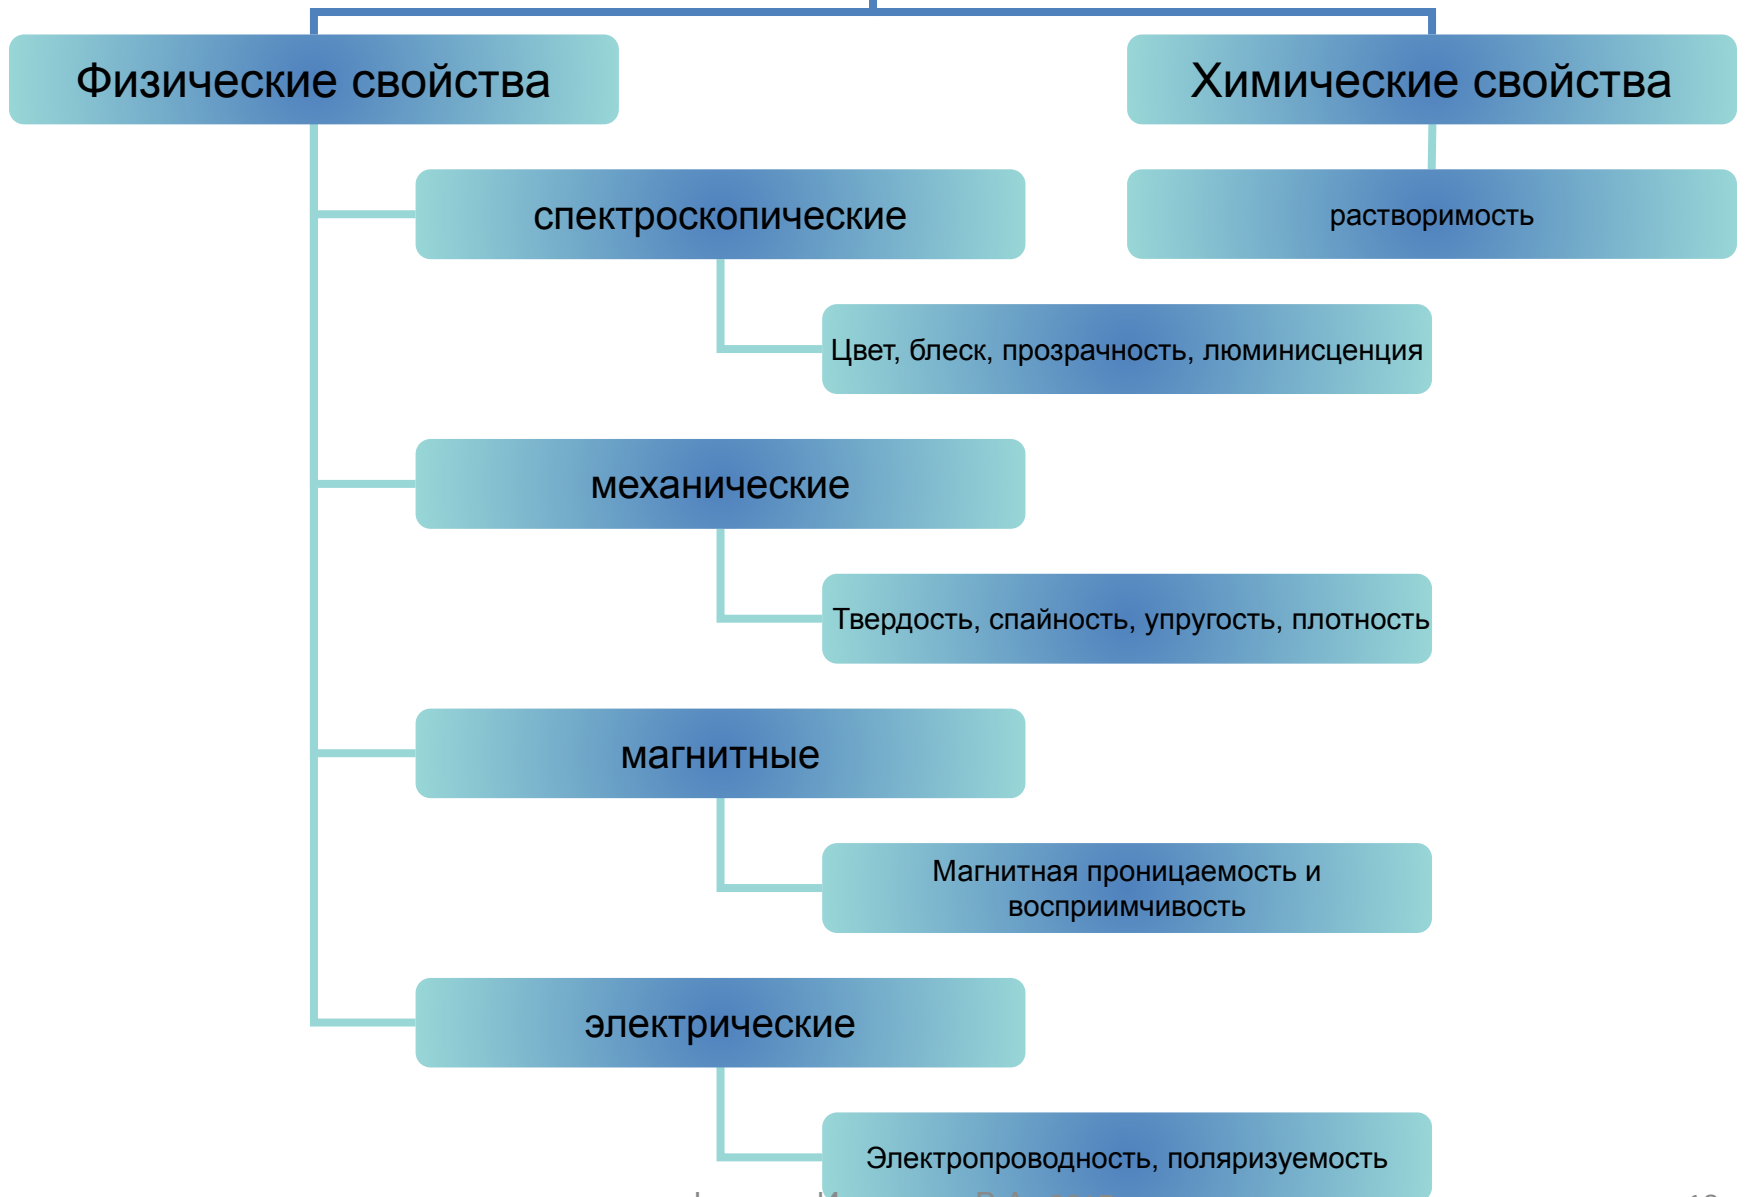 Физические свойства
Химические свойства
спектроскопические
растворимость
Цвет, блеск, прозрачность, люминисценция
механические
Твердость, спайность, упругость, плотность
магнитные
Магнитная проницаемость и
восприимчивость
электрические
Электропроводность, поляризуемость